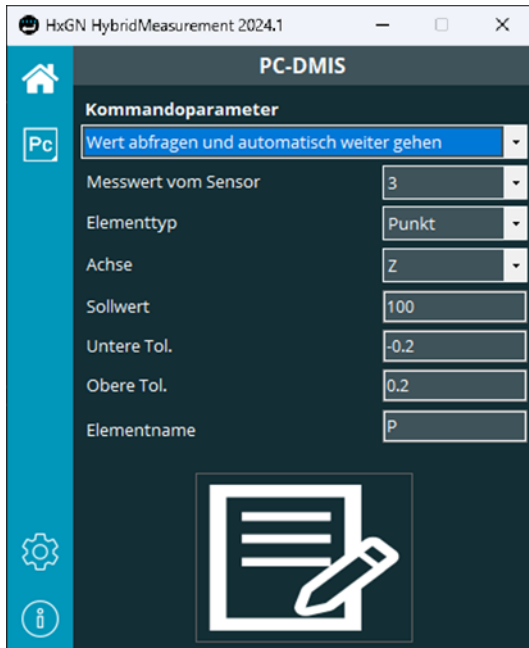 HxGN HybridMeasurement 2024.1
PC-DMIS
Pc
Kommandoparameter
Wert abfragen und automatisch weiter gehen
Messwert vom Sensor 3
Elementtyp Punkt
Achse Z
Sollwert 100
Untere Tol. -0.2
Obere Tol. 0.2
Elementname P